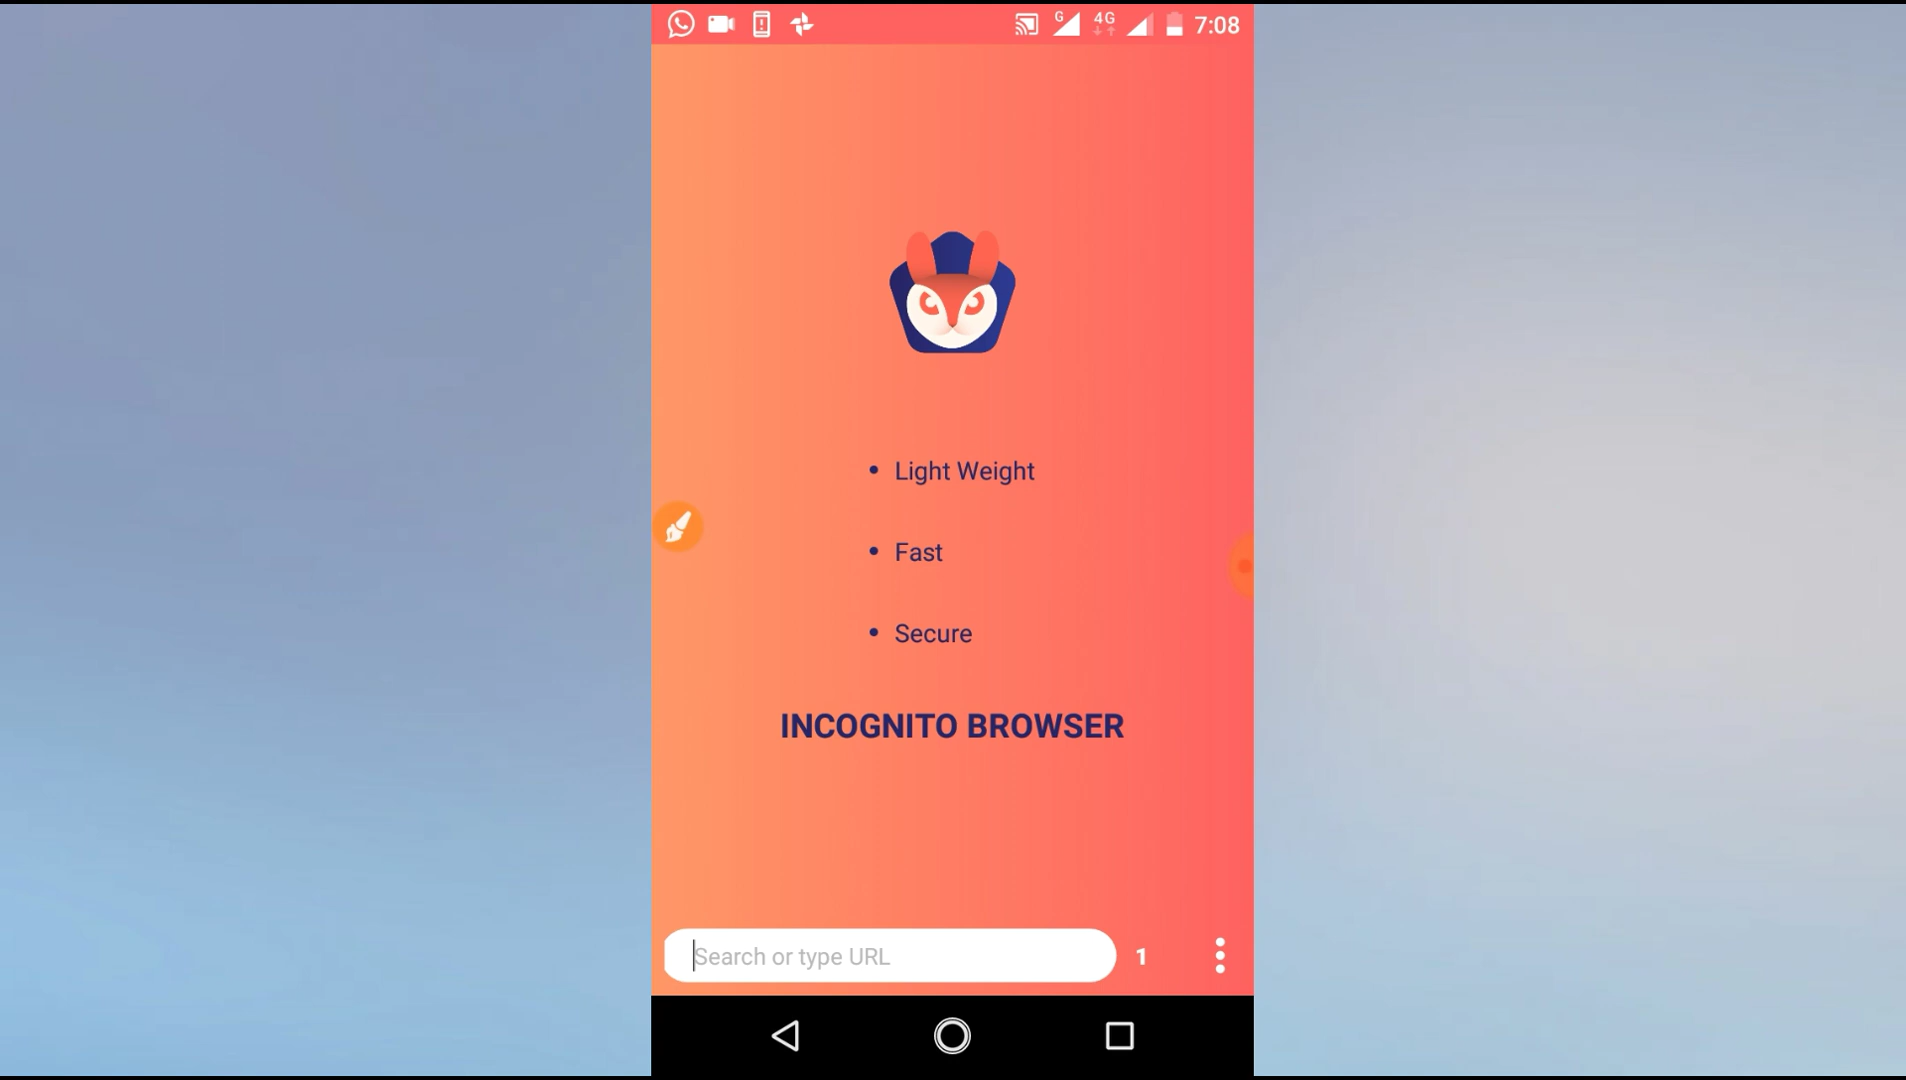 G 4G 7:08
• Light Weight
• Fast
• Secure
INCOGNITO BROWSER
Search or type URL 1